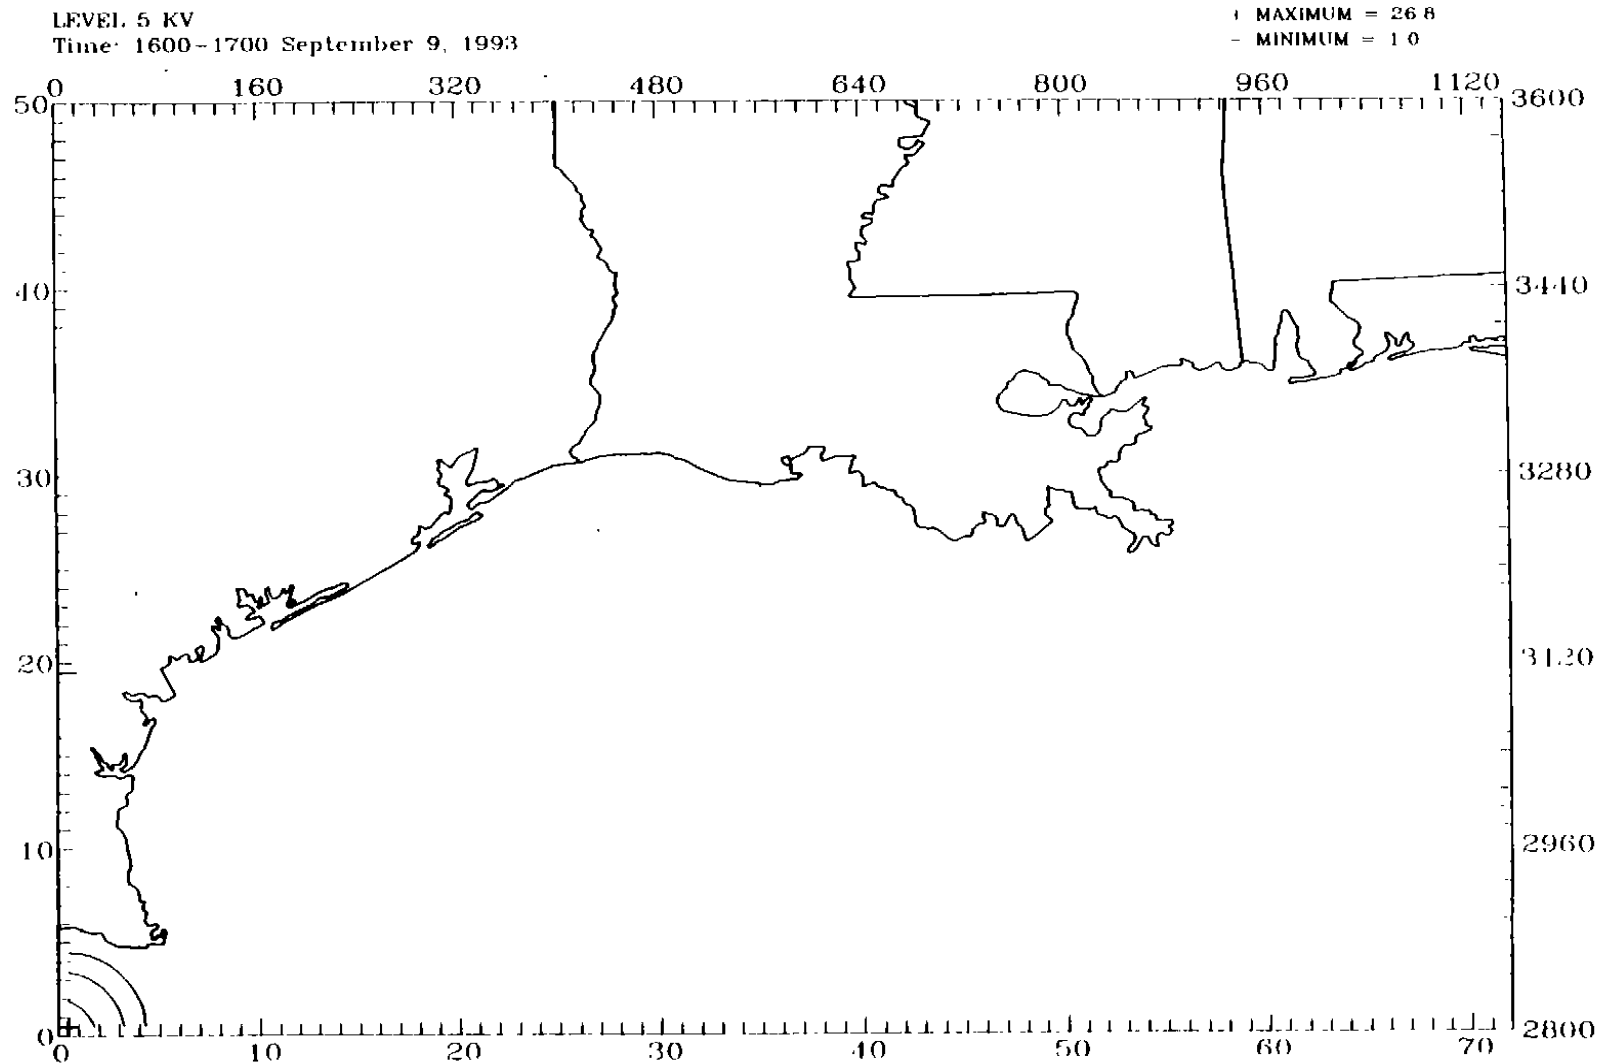 LEVEL 5 KV
Time: 1600-1700 September 9, 1993
+ MAXIMUM = 26.8
- MINIMUM = 1.0
0 160 320 480 640 800 960 1120
50 3600
40 3440
30 3280
20 3120
10 2960
0 2800
0 10 20 30 40 50 60 70